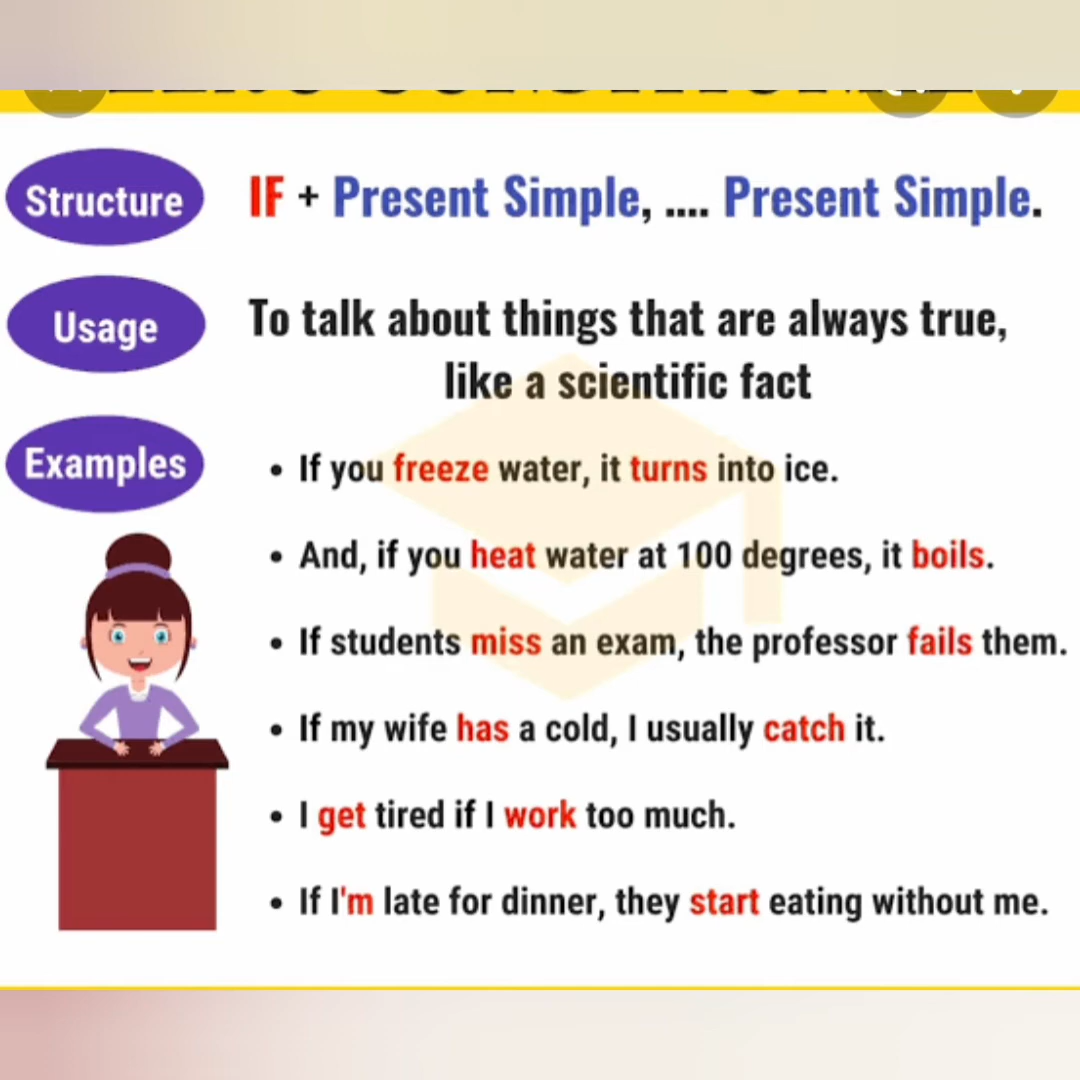 Structure
IF + Present Simple, .... Present Simple.
Usage
To talk about things that are always true,
like a scientific fact
Examples
• If you freeze water, it turns into ice.
• And, if you heat water at 100 degrees, it boils.
• If students miss an exam, the professor fails them.
• If my wife has a cold, I usually catch it.
• I get tired if I work too much.
• If I'm late for dinner, they start eating without me.